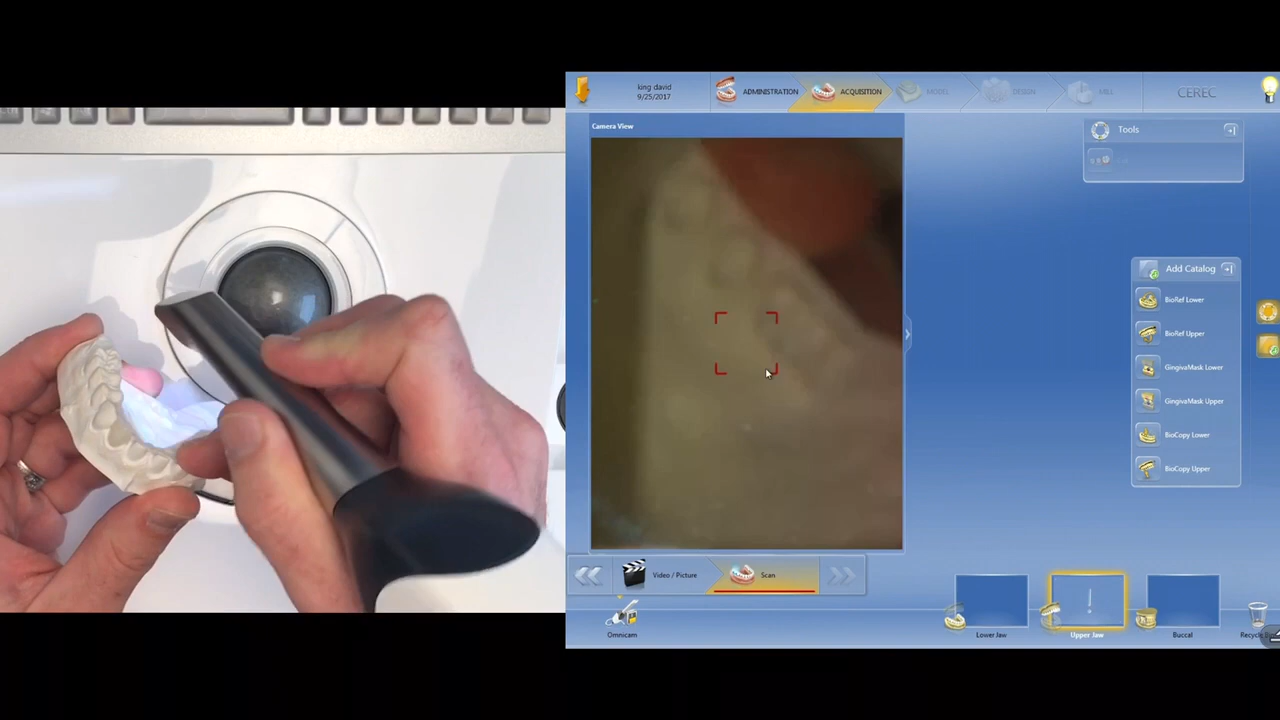 king david
9/25/2017
ADMINISTRATION
ACQUISITION
MODEL
DESIGN
MILL
CEREC
Camera View
Tools
Add Catalog
BioRef Lower
BioRef Upper
GingivaMask Lower
GingivaMask Upper
BioCopy Lower
BioCopy Upper
Video / Picture
Scan
Omnicam
Lower Jaw
Upper Jaw
Buccal
Recycle